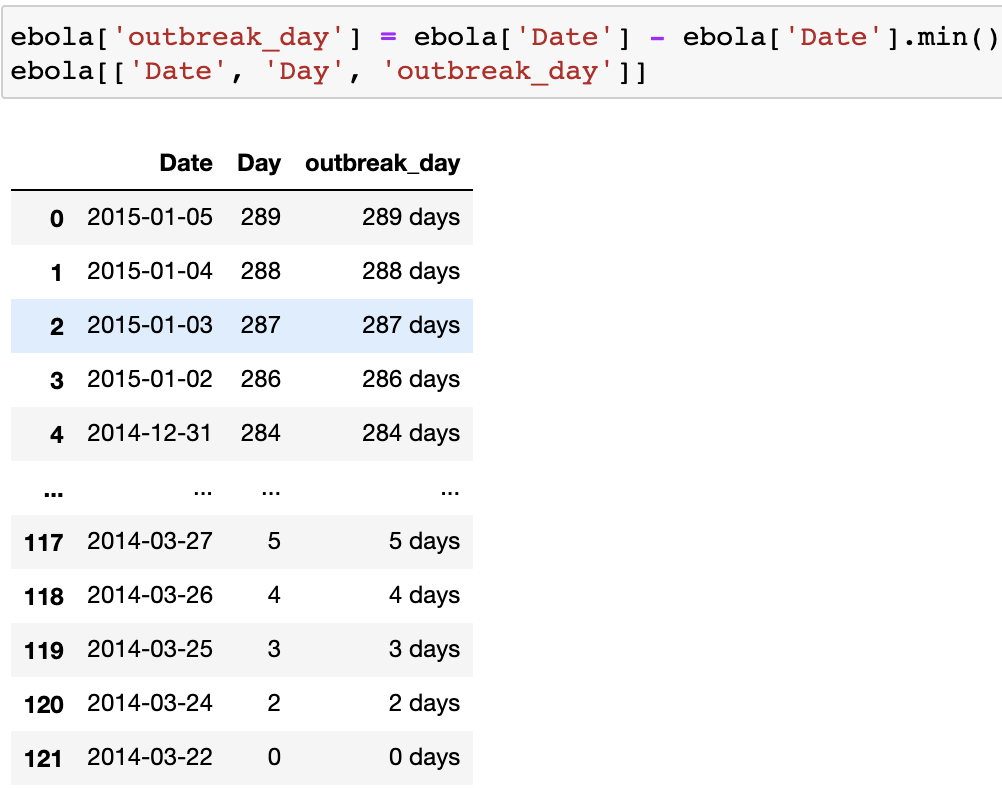 ebola['outbreak_day'] = ebola['Date'] - ebola['Date'].min()
ebola[['Date', 'Day', 'outbreak_day']]
Date Day outbreak_day
0 2015-01-05 289 289 days
1 2015-01-04 288 288 days
2 2015-01-03 287 287 days
3 2015-01-02 286 286 days
4 2014-12-31 284 284 days
... ... ... ...
117 2014-03-27 5 5 days
118 2014-03-26 4 4 days
119 2014-03-25 3 3 days
120 2014-03-24 2 2 days
121 2014-03-22 0 0 days